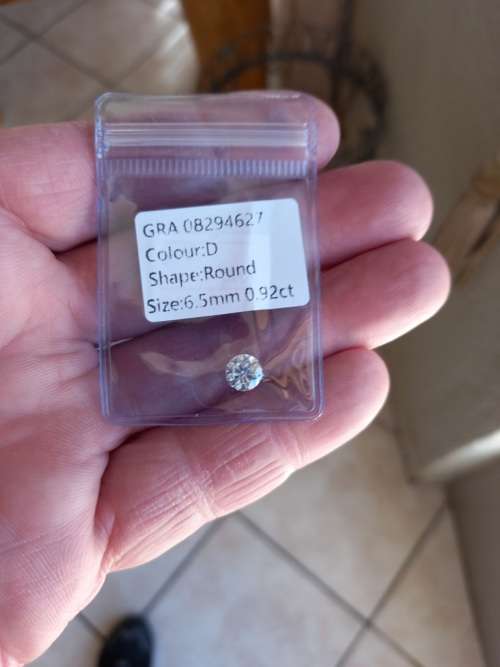 GRA 08294627
Colour:D
Shape:Round
Size:6.5mm 0.92ct